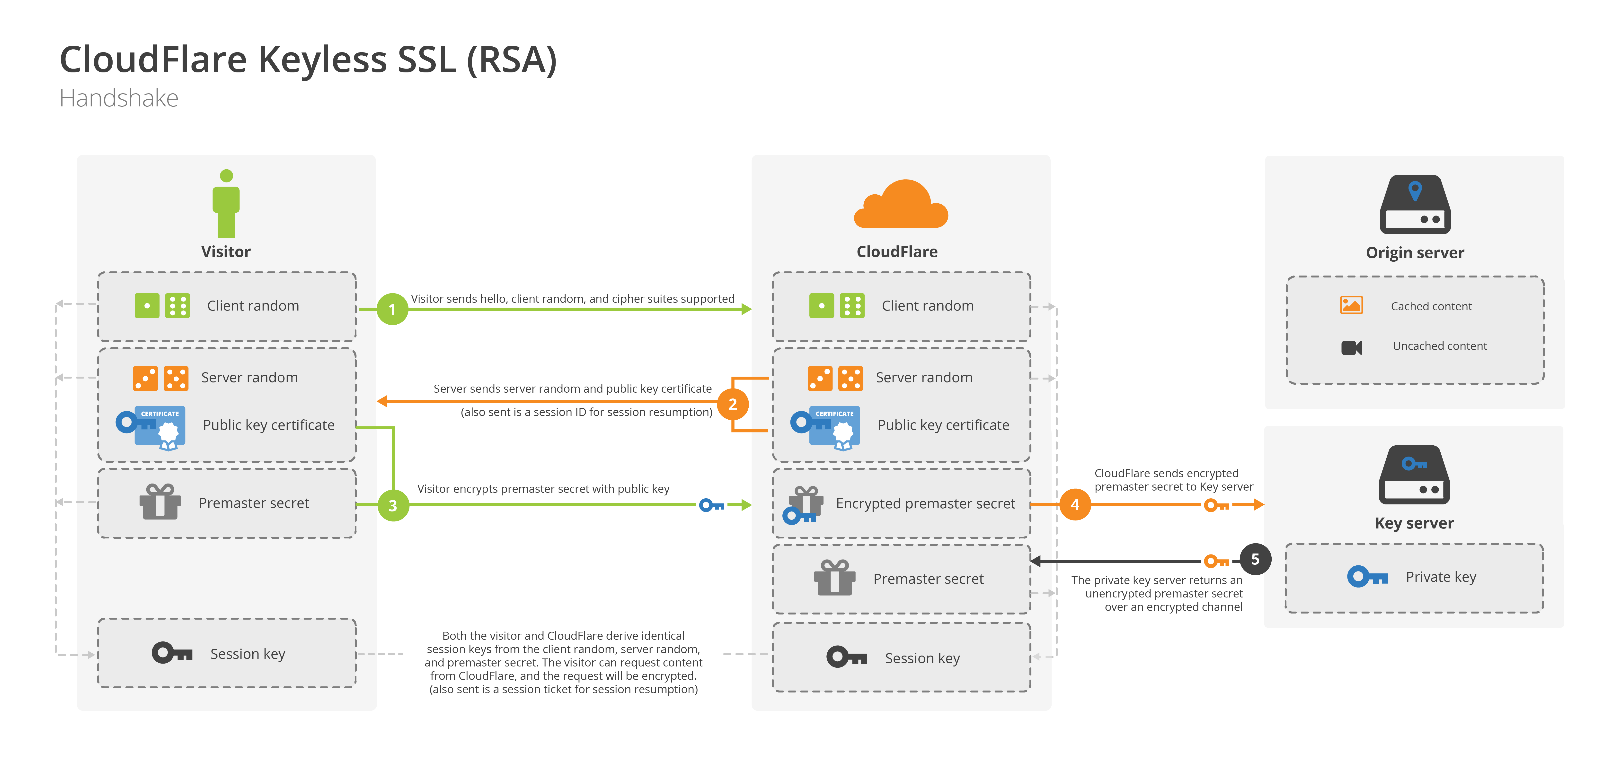 CloudFlare Keyless SSL (RSA)
Handshake
Visitor
Client random
Server random
CERTIFICATE
Public key certificate
Premaster secret
Session key
1
Visitor sends hello, client random, and cipher suites supported
Server sends server random and public key certificate
(also sent is a session ID for session resumption)
2
3
Visitor encrypts premaster secret with public key
Both the visitor and CloudFlare derive identical
session keys from the client random, server random,
and premaster secret. The visitor can request content
from CloudFlare, and the request will be encrypted.
(also sent is a session ticket for session resumption)
CloudFlare
Client random
Server random
CERTIFICATE
Public key certificate
Encrypted premaster secret
Premaster secret
Session key
CloudFlare sends encrypted
premaster secret to Key server
4
5
The private key server returns an
unencrypted premaster secret
over an encrypted channel
Origin server
Cached content
Uncached content
Key server
Private key